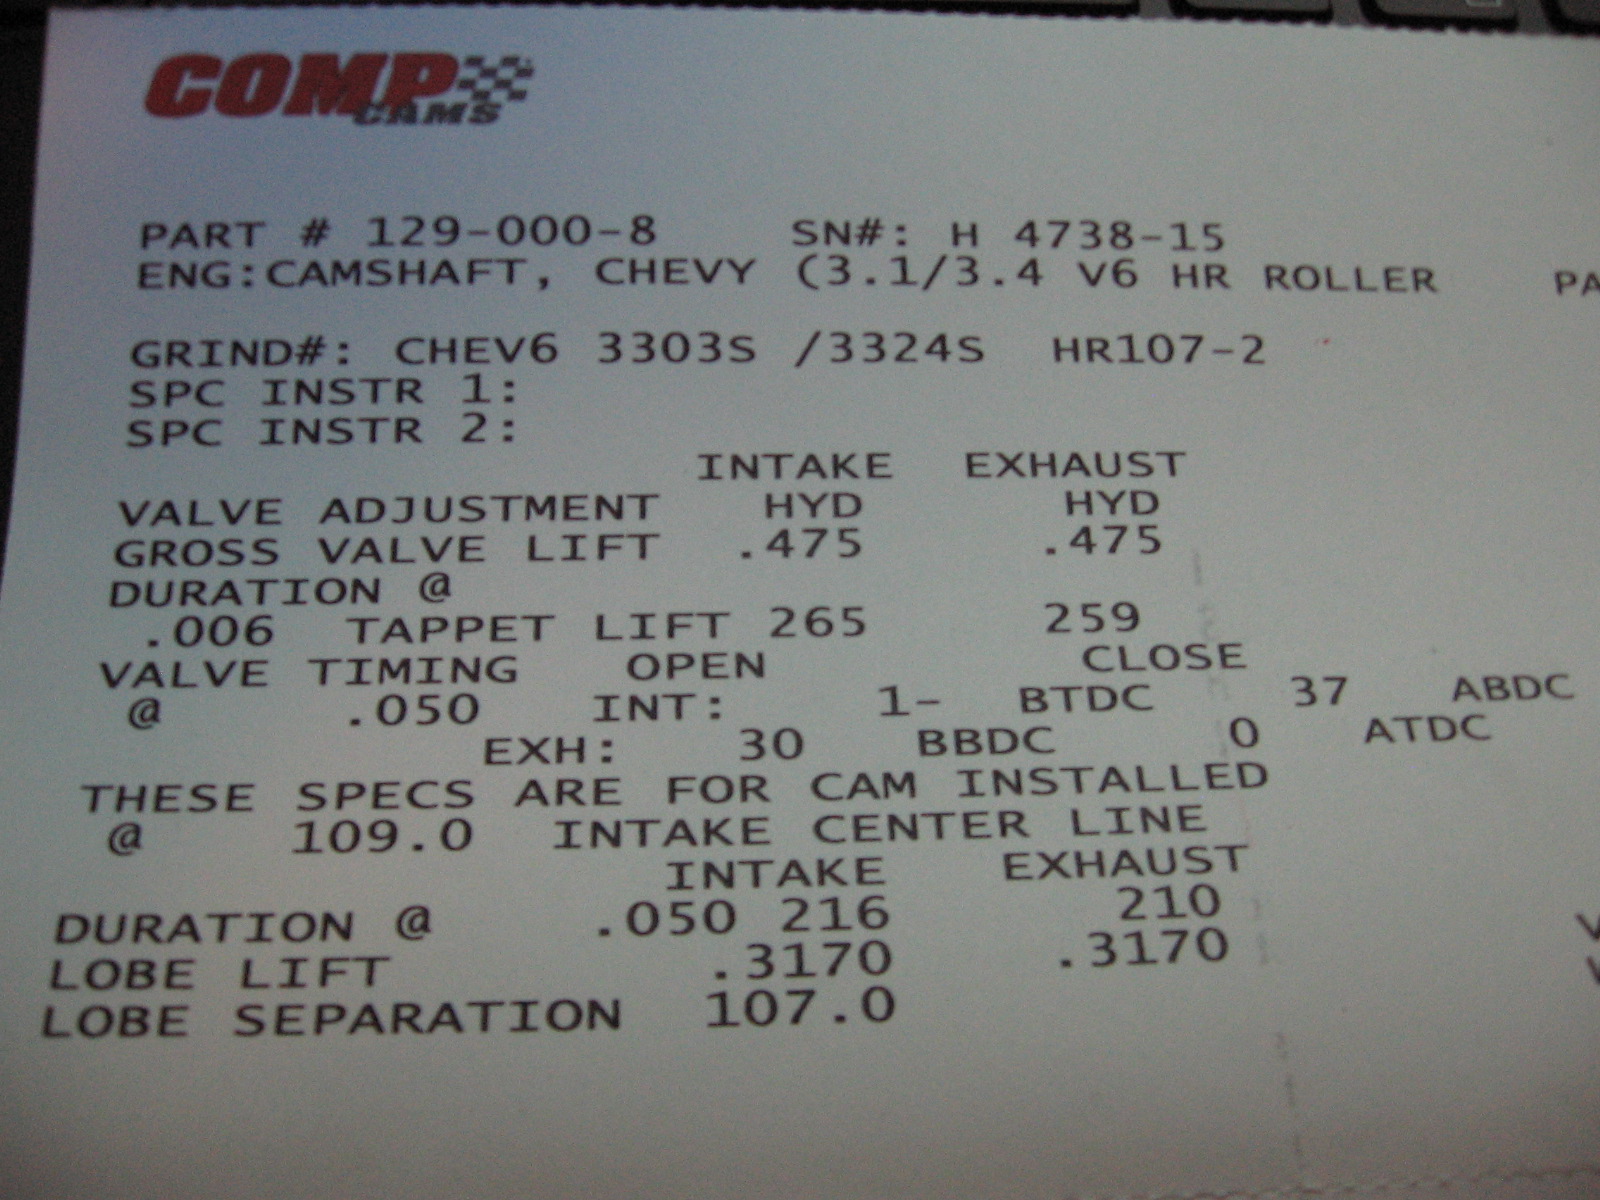 COMP
CAMS
PART # 129-000-8 SN#: H 4738-15
ENG:CAMSHAFT, CHEVY (3.1/3.4 V6 HR ROLLER PA
GRIND#: CHEV6 3303S /3324S HR107-2
SPC INSTR 1:
SPC INSTR 2:
INTAKE EXHAUST
VALVE ADJUSTMENT HYD HYD
GROSS VALVE LIFT .475 .475
DURATION @
.006 TAPPET LIFT 265 259
VALVE TIMING OPEN CLOSE
@ .050 INT: 1- BTDC 37 ABDC
EXH: 30 BBDC 0 ATDC
THESE SPECS ARE FOR CAM INSTALLED
@ 109.0 INTAKE CENTER LINE
INTAKE EXHAUST
DURATION @ .050 216 210
LOBE LIFT .3170 .3170
LOBE SEPARATION 107.0